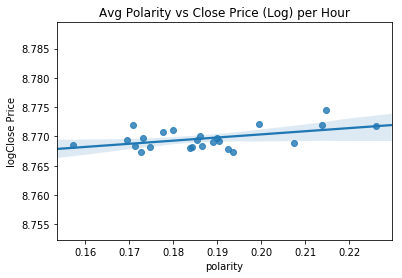 Avg Polarity vs Close Price (Log) per Hour
logClose Price
8.785
8.780
8.775
8.770
8.765
8.760
8.755
0.16 0.17 0.18 0.19 0.20 0.21 0.22
polarity